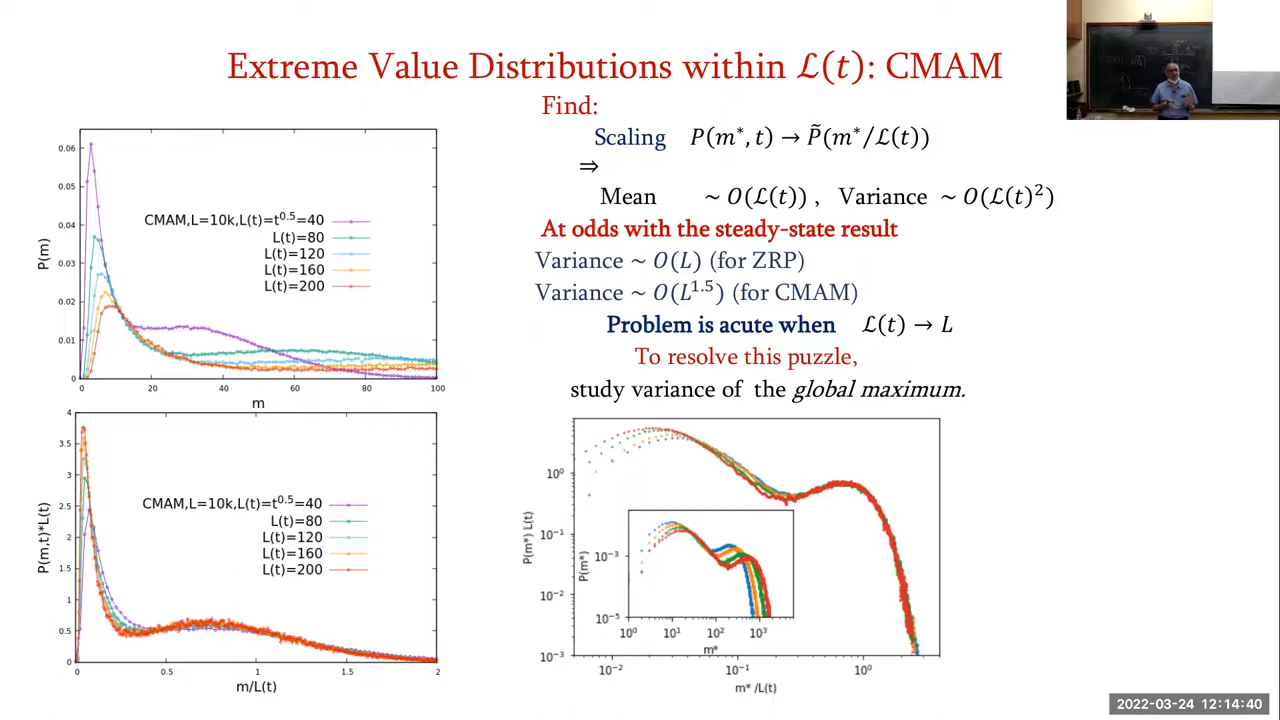 Extreme Value Distributions within ℒ(t): CMAM
Find:
Scaling P(m*, t) → P̃(m*/ℒ(t))
⇒
Mean ~ O(ℒ(t)) , Variance ~ O(ℒ(t)²)
At odds with the steady-state result
Variance ~ O(L) (for ZRP)
Variance ~ O(L^1.5) (for CMAM)
Problem is acute when ℒ(t) → L
To resolve this puzzle,
study variance of the global maximum.
0.06
0.05
0.04
0.03
0.02
0.01
0
P(m)
CMAM,L=10k,L(t)=t^0.5=40
L(t)=80
L(t)=120
L(t)=160
L(t)=200
0 20 40 60 80 100
m
4
3.5
3
2.5
2
1.5
1
0.5
0
P(m,t)*L(t)
CMAM,L=10k,L(t)=t^0.5=40
L(t)=80
L(t)=120
L(t)=160
L(t)=200
0 0.5 1 1.5 2
m/L(t)
10⁰
10⁻¹
10⁻²
10⁻³
P(m*) L(t)
10⁻³
10⁻⁵
P(m*)
10⁰ 10¹ 10² 10³
m*
10⁻² 10⁻¹ 10⁰
m* /L(t)
2022-03-24 12:14:40